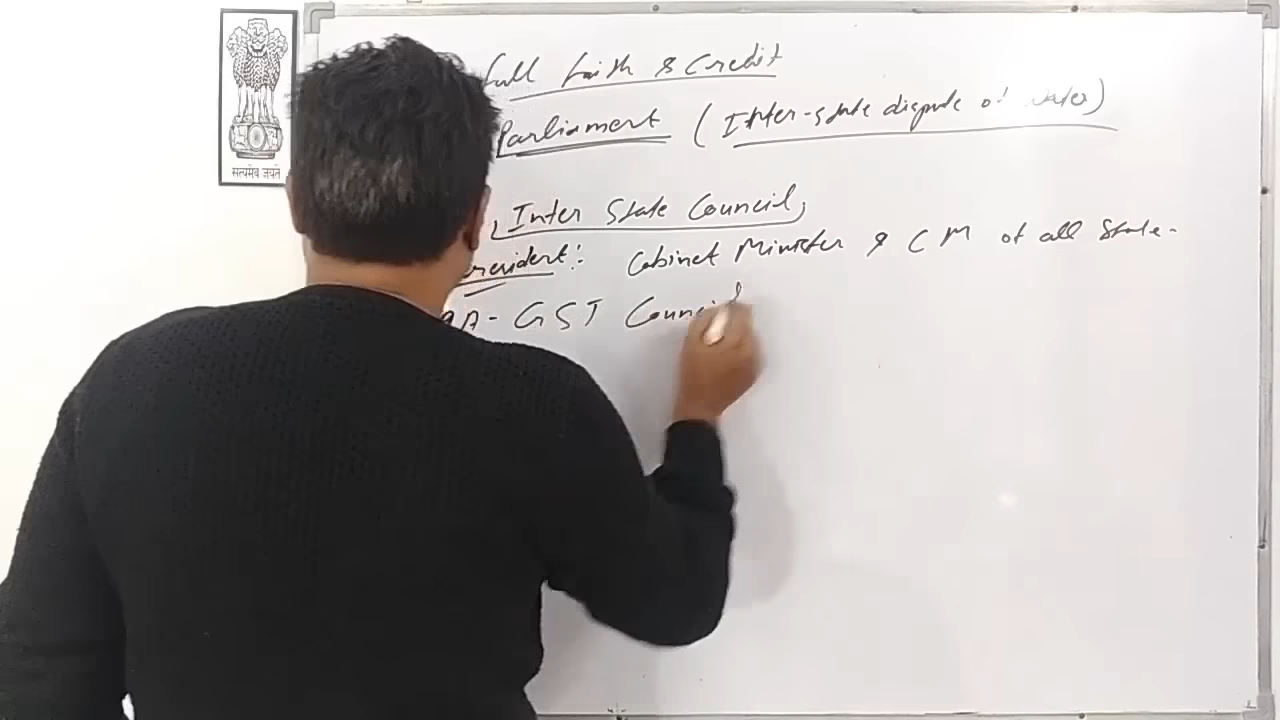 सत्यमेव जयते
full faith & Credit
Parliament (Inter-state dispute of water)
Inter State Council,
President: Cabinet Minister & CM of all State.
A - GST Council